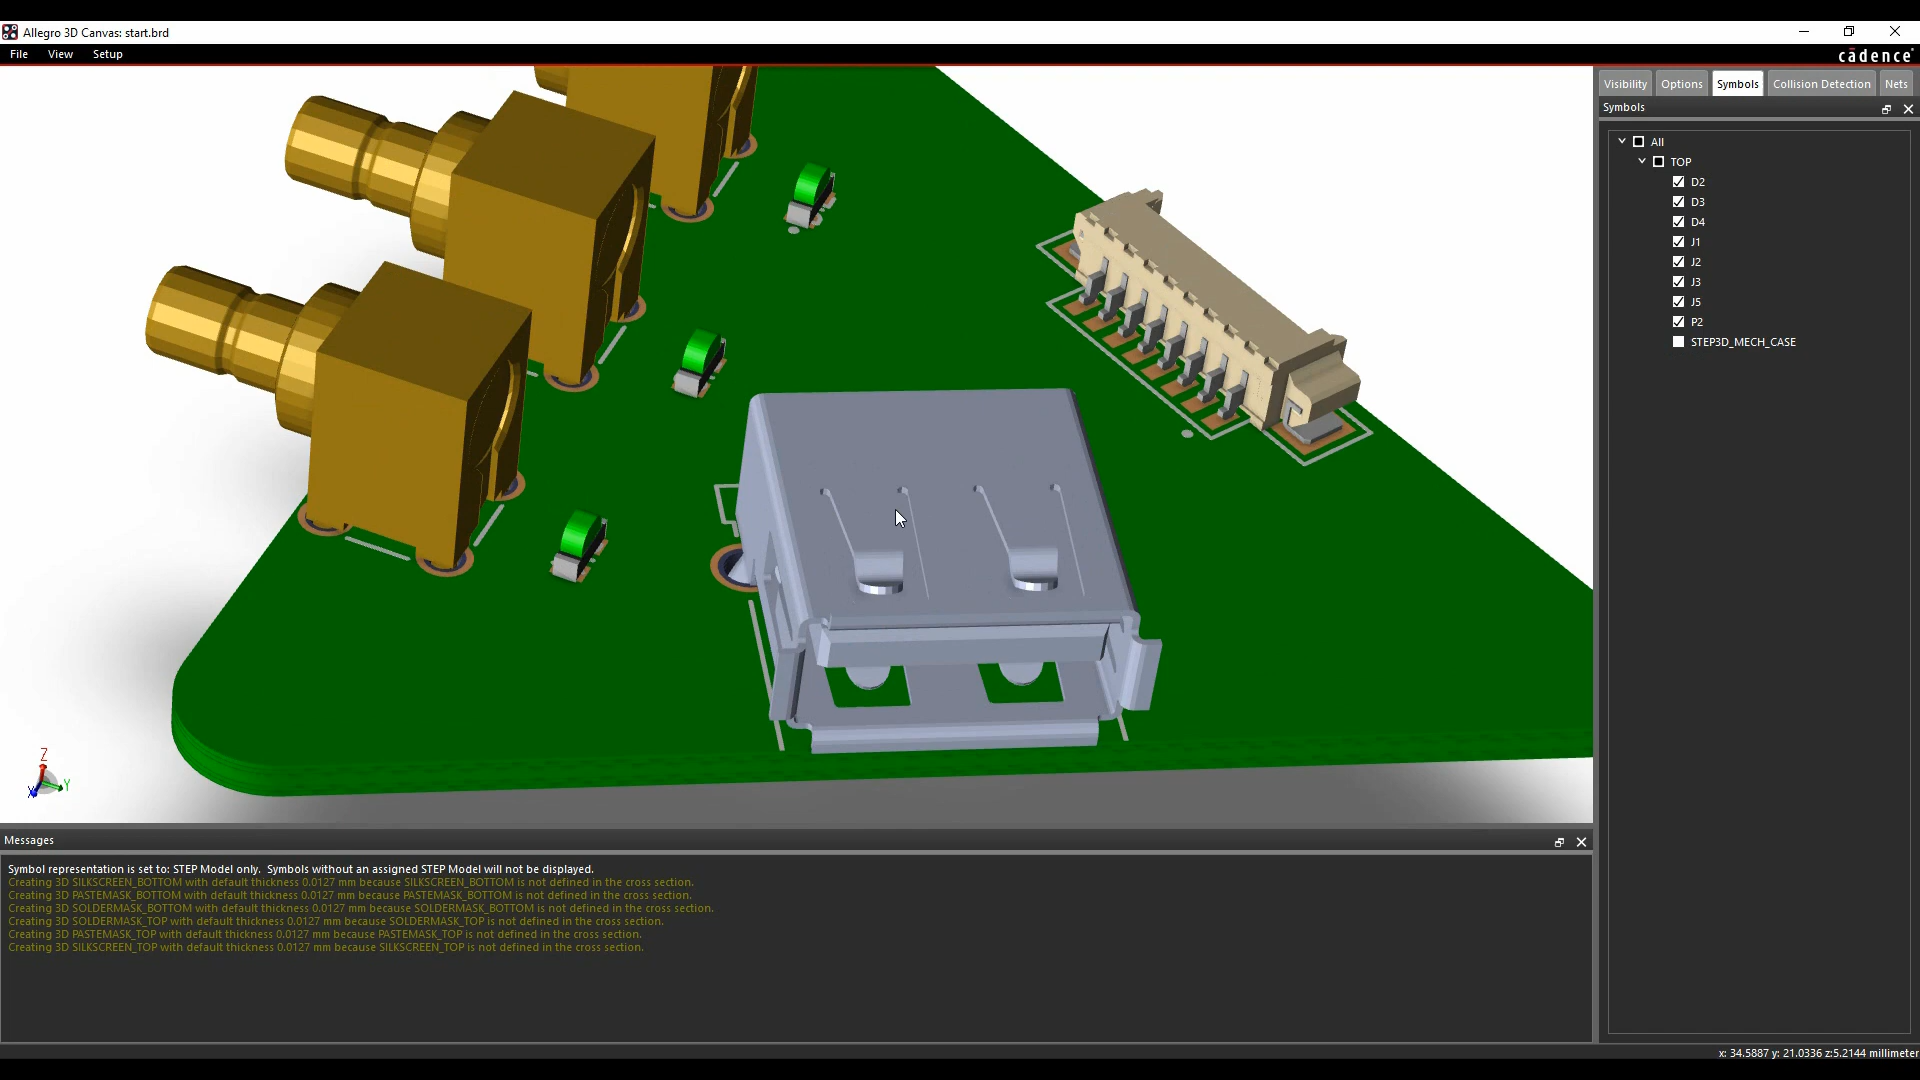 Allegro 3D Canvas: start.brd
File View Setup
cādence
Visibility Options Symbols Collision Detection Nets
Symbols
All
TOP
D2
D3
D4
J1
J2
J3
J5
P2
STEP3D_MECH_CASE
Z
Y
X
Messages
Symbol representation is set to: STEP Model only. Symbols without an assigned STEP Model will not be displayed.
Creating 3D SILKSCREEN_BOTTOM with default thickness 0.0127 mm because SILKSCREEN_BOTTOM is not defined in the cross section.
Creating 3D PASTEMASK_BOTTOM with default thickness 0.0127 mm because PASTEMASK_BOTTOM is not defined in the cross section.
Creating 3D SOLDERMASK_BOTTOM with default thickness 0.0127 mm because SOLDERMASK_BOTTOM is not defined in the cross section.
Creating 3D SOLDERMASK_TOP with default thickness 0.0127 mm because SOLDERMASK_TOP is not defined in the cross section.
Creating 3D PASTEMASK_TOP with default thickness 0.0127 mm because PASTEMASK_TOP is not defined in the cross section.
Creating 3D SILKSCREEN_TOP with default thickness 0.0127 mm because SILKSCREEN_TOP is not defined in the cross section.
x: 34.5887 y: 21.0336 z:5.2144 millimeter